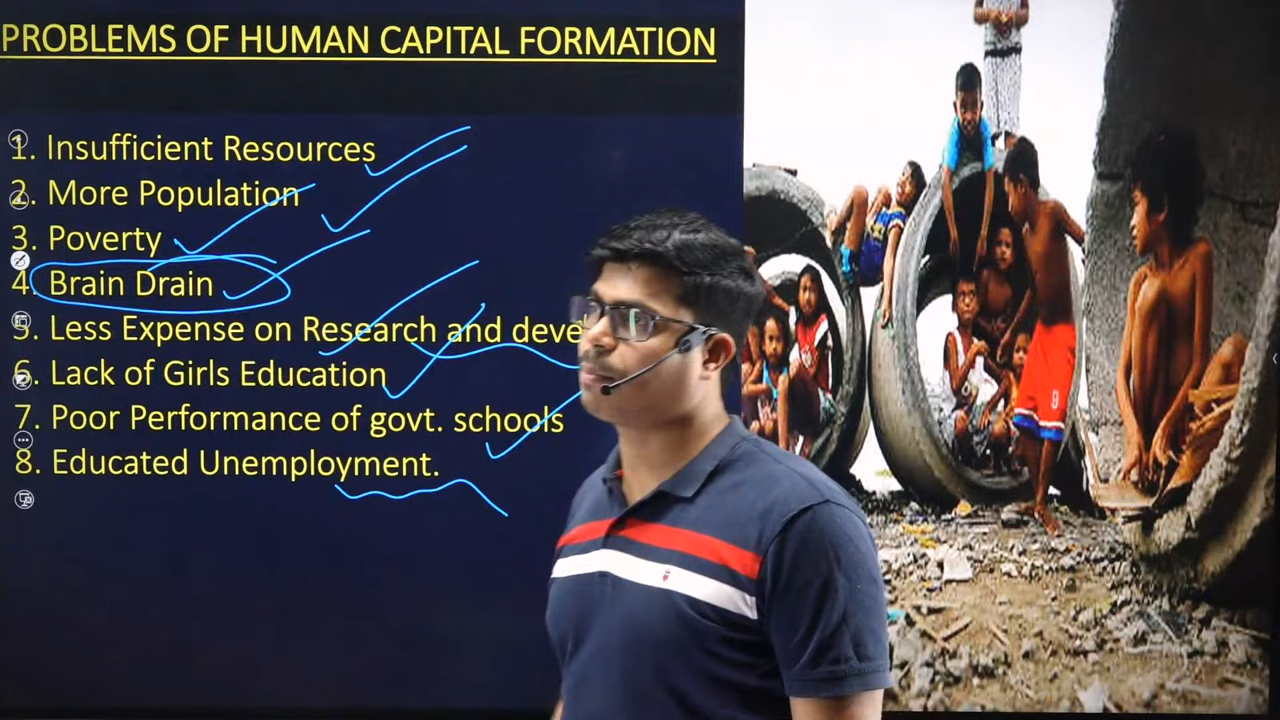 PROBLEMS OF HUMAN CAPITAL FORMATION
1. Insufficient Resources
2. More Population
3. Poverty
4. Brain Drain
5. Less Expense on Research and deve
6. Lack of Girls Education
7. Poor Performance of govt. schools
8. Educated Unemployment.